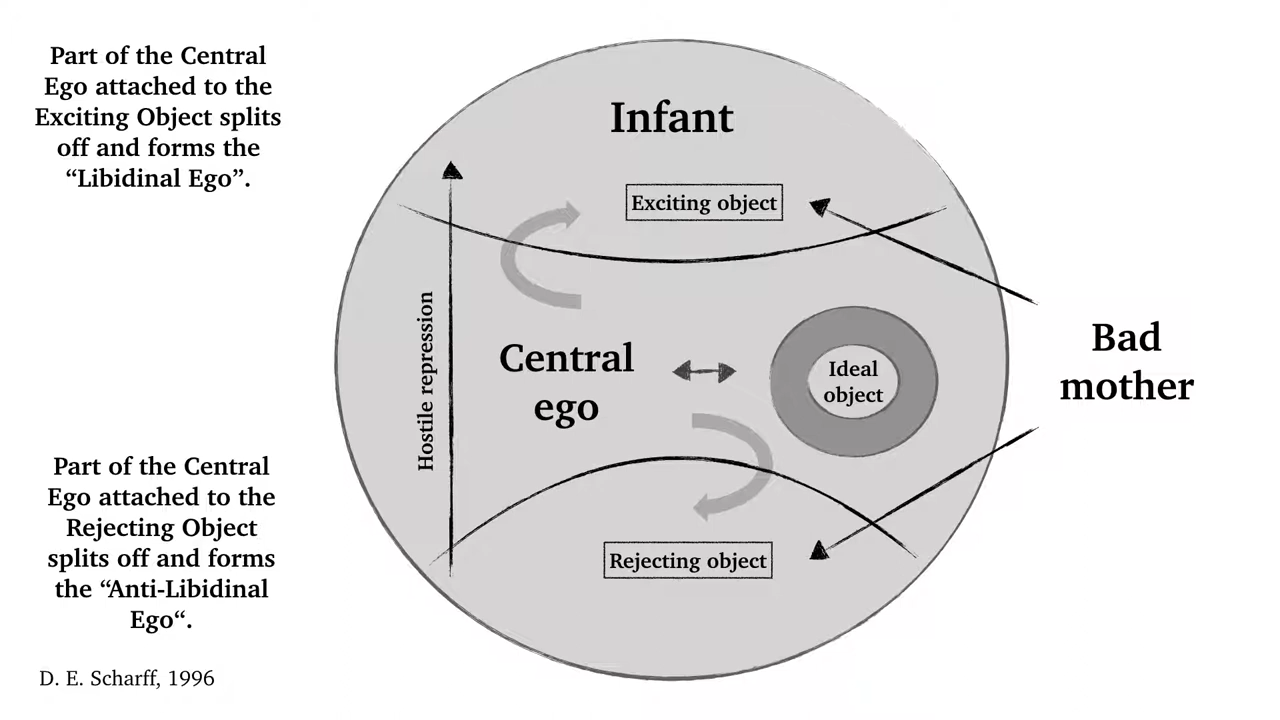 Part of the Central
Ego attached to the
Exciting Object splits
off and forms the
“Libidinal Ego”.
Infant
Exciting object
Hostile repression
Central
ego
Ideal
object
Bad
mother
Rejecting object
Part of the Central
Ego attached to the
Rejecting Object
splits off and forms
the “Anti-Libidinal
Ego“.
D. E. Scharff, 1996